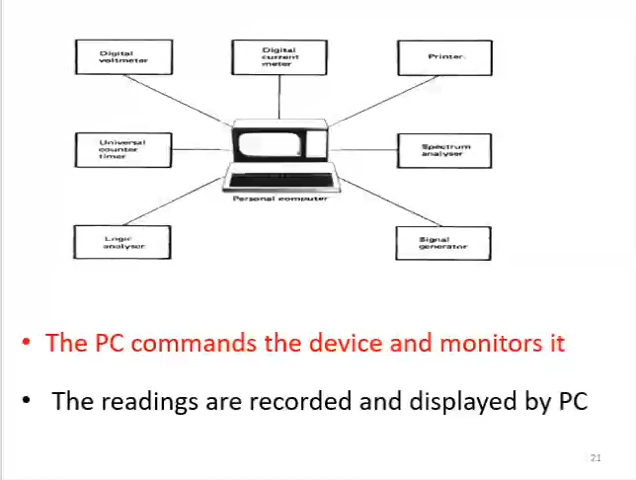 Digital
voltmeter
Digital
current
meter
Printer.
Universal
counter
timer
Spectrum
analyser
Personal computer
Logic
analyser
Signal
generator
• The PC commands the device and monitors it
• The readings are recorded and displayed by PC
21